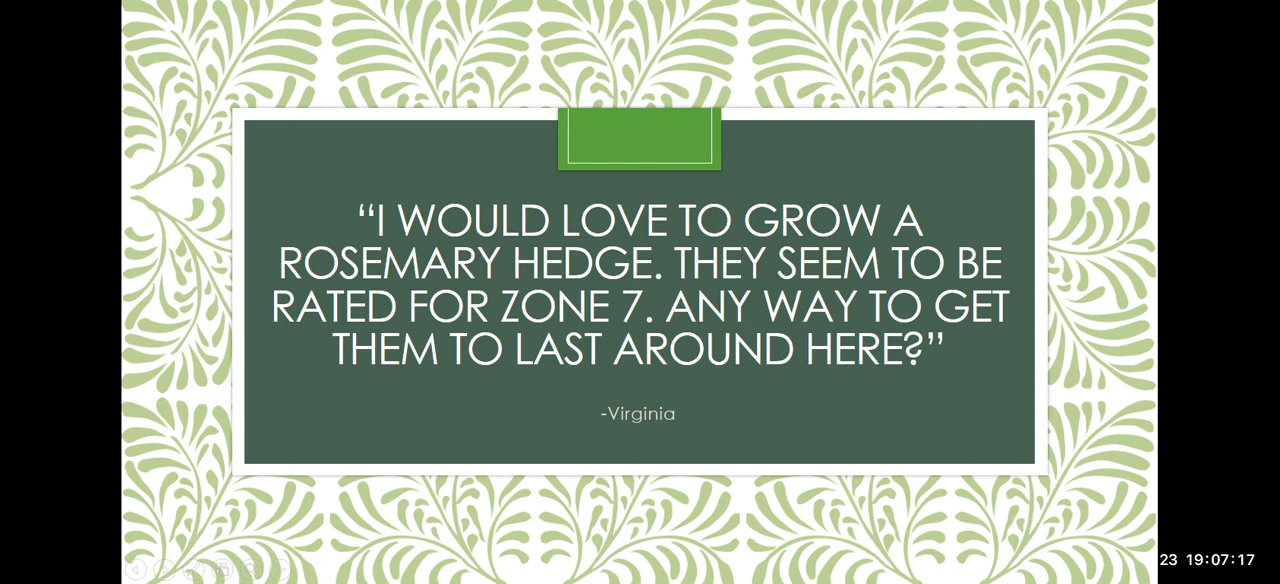 “I WOULD LOVE TO GROW A
ROSEMARY HEDGE. THEY SEEM TO BE
RATED FOR ZONE 7. ANY WAY TO GET
THEM TO LAST AROUND HERE?”
-Virginia
23 19:07:17